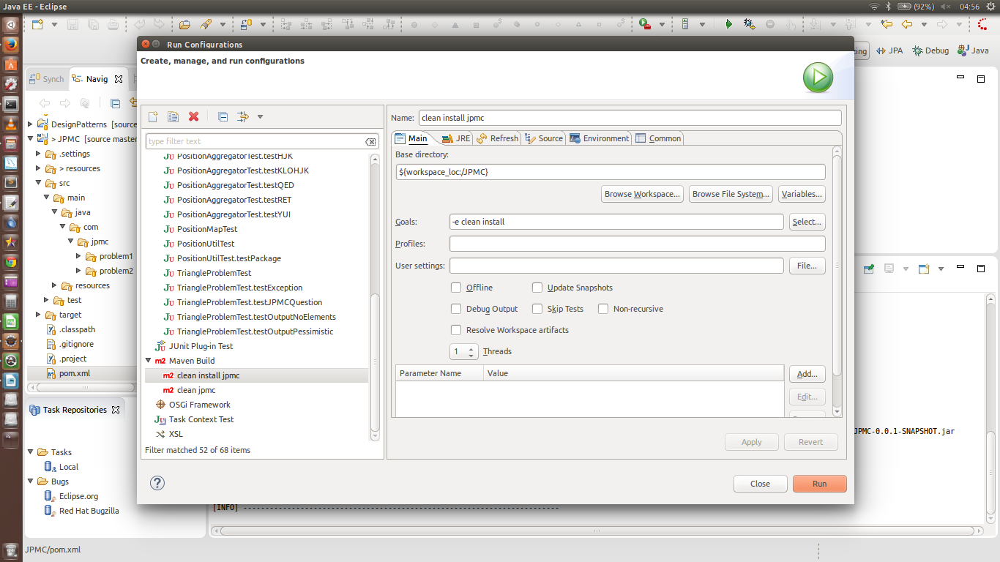 Java EE - Eclipse
(92%) 04:56
Run Configurations
Create, manage, and run configurations
JPA Debug Java
Synch Navig
DesignPatterns [source
> JPMC [source master
.settings
> resources
src
main
java
com
jpmc
problem1
problem2
resources
test
target
.classpath
.gitignore
.project
pom.xml
Task Repositories
Tasks
Local
Bugs
Eclipse.org
Red Hat Bugzilla
type filter text
PositionAggregatorTest.testHJK
PositionAggregatorTest.testKLOHJK
PositionAggregatorTest.testQED
PositionAggregatorTest.testRET
PositionAggregatorTest.testYUI
PositionMapTest
PositionUtilTest
PositionUtilTest.testPackage
TriangleProblemTest
TriangleProblemTest.testException
TriangleProblemTest.testJPMCQuestion
TriangleProblemTest.testOutputNoElements
TriangleProblemTest.testOutputPessimistic
JUnit Plug-in Test
m2 Maven Build
m2 clean install jpmc
m2 clean jpmc
OSGi Framework
Task Context Test
XSL
Filter matched 52 of 68 items
Name: clean install jpmc
Main JRE Refresh Source Environment Common
Base directory:
${workspace_loc:/JPMC}
Browse Workspace... Browse File System... Variables...
Goals: -e clean install Select...
Profiles:
User settings: File...
Offline Update Snapshots
Debug Output Skip Tests Non-recursive
Resolve Workspace artifacts
1 Threads
Parameter Name Value Add...
Edit...
Apply Revert
Close Run
JPMC-0.0.1-SNAPSHOT.jar
[INFO] ------------------------------------------------------------------------
JPMC/pom.xml